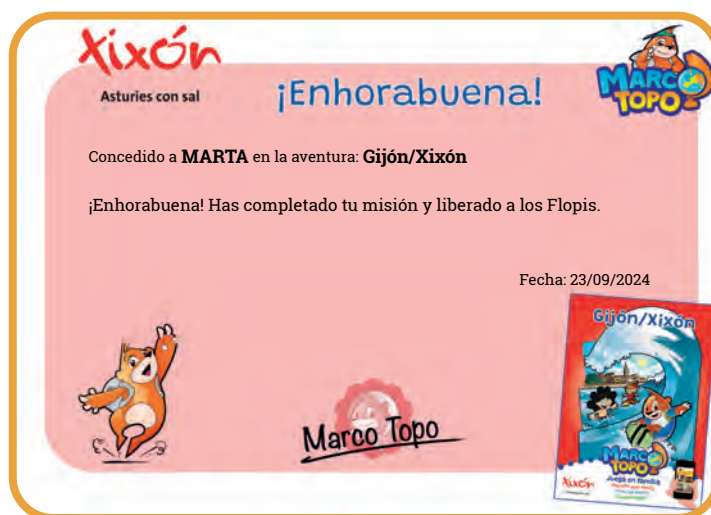 Xixón
Asturies con sal
¡Enhorabuena!
MARCO
TOPO
Concedido a MARTA en la aventura: Gijón/Xixón
¡Enhorabuena! Has completado tu misión y liberado a los Flopis.
Fecha: 23/09/2024
Marco Topo
Gijón/Xixón
MARCO
TOPO
Juega en familia
Xixón